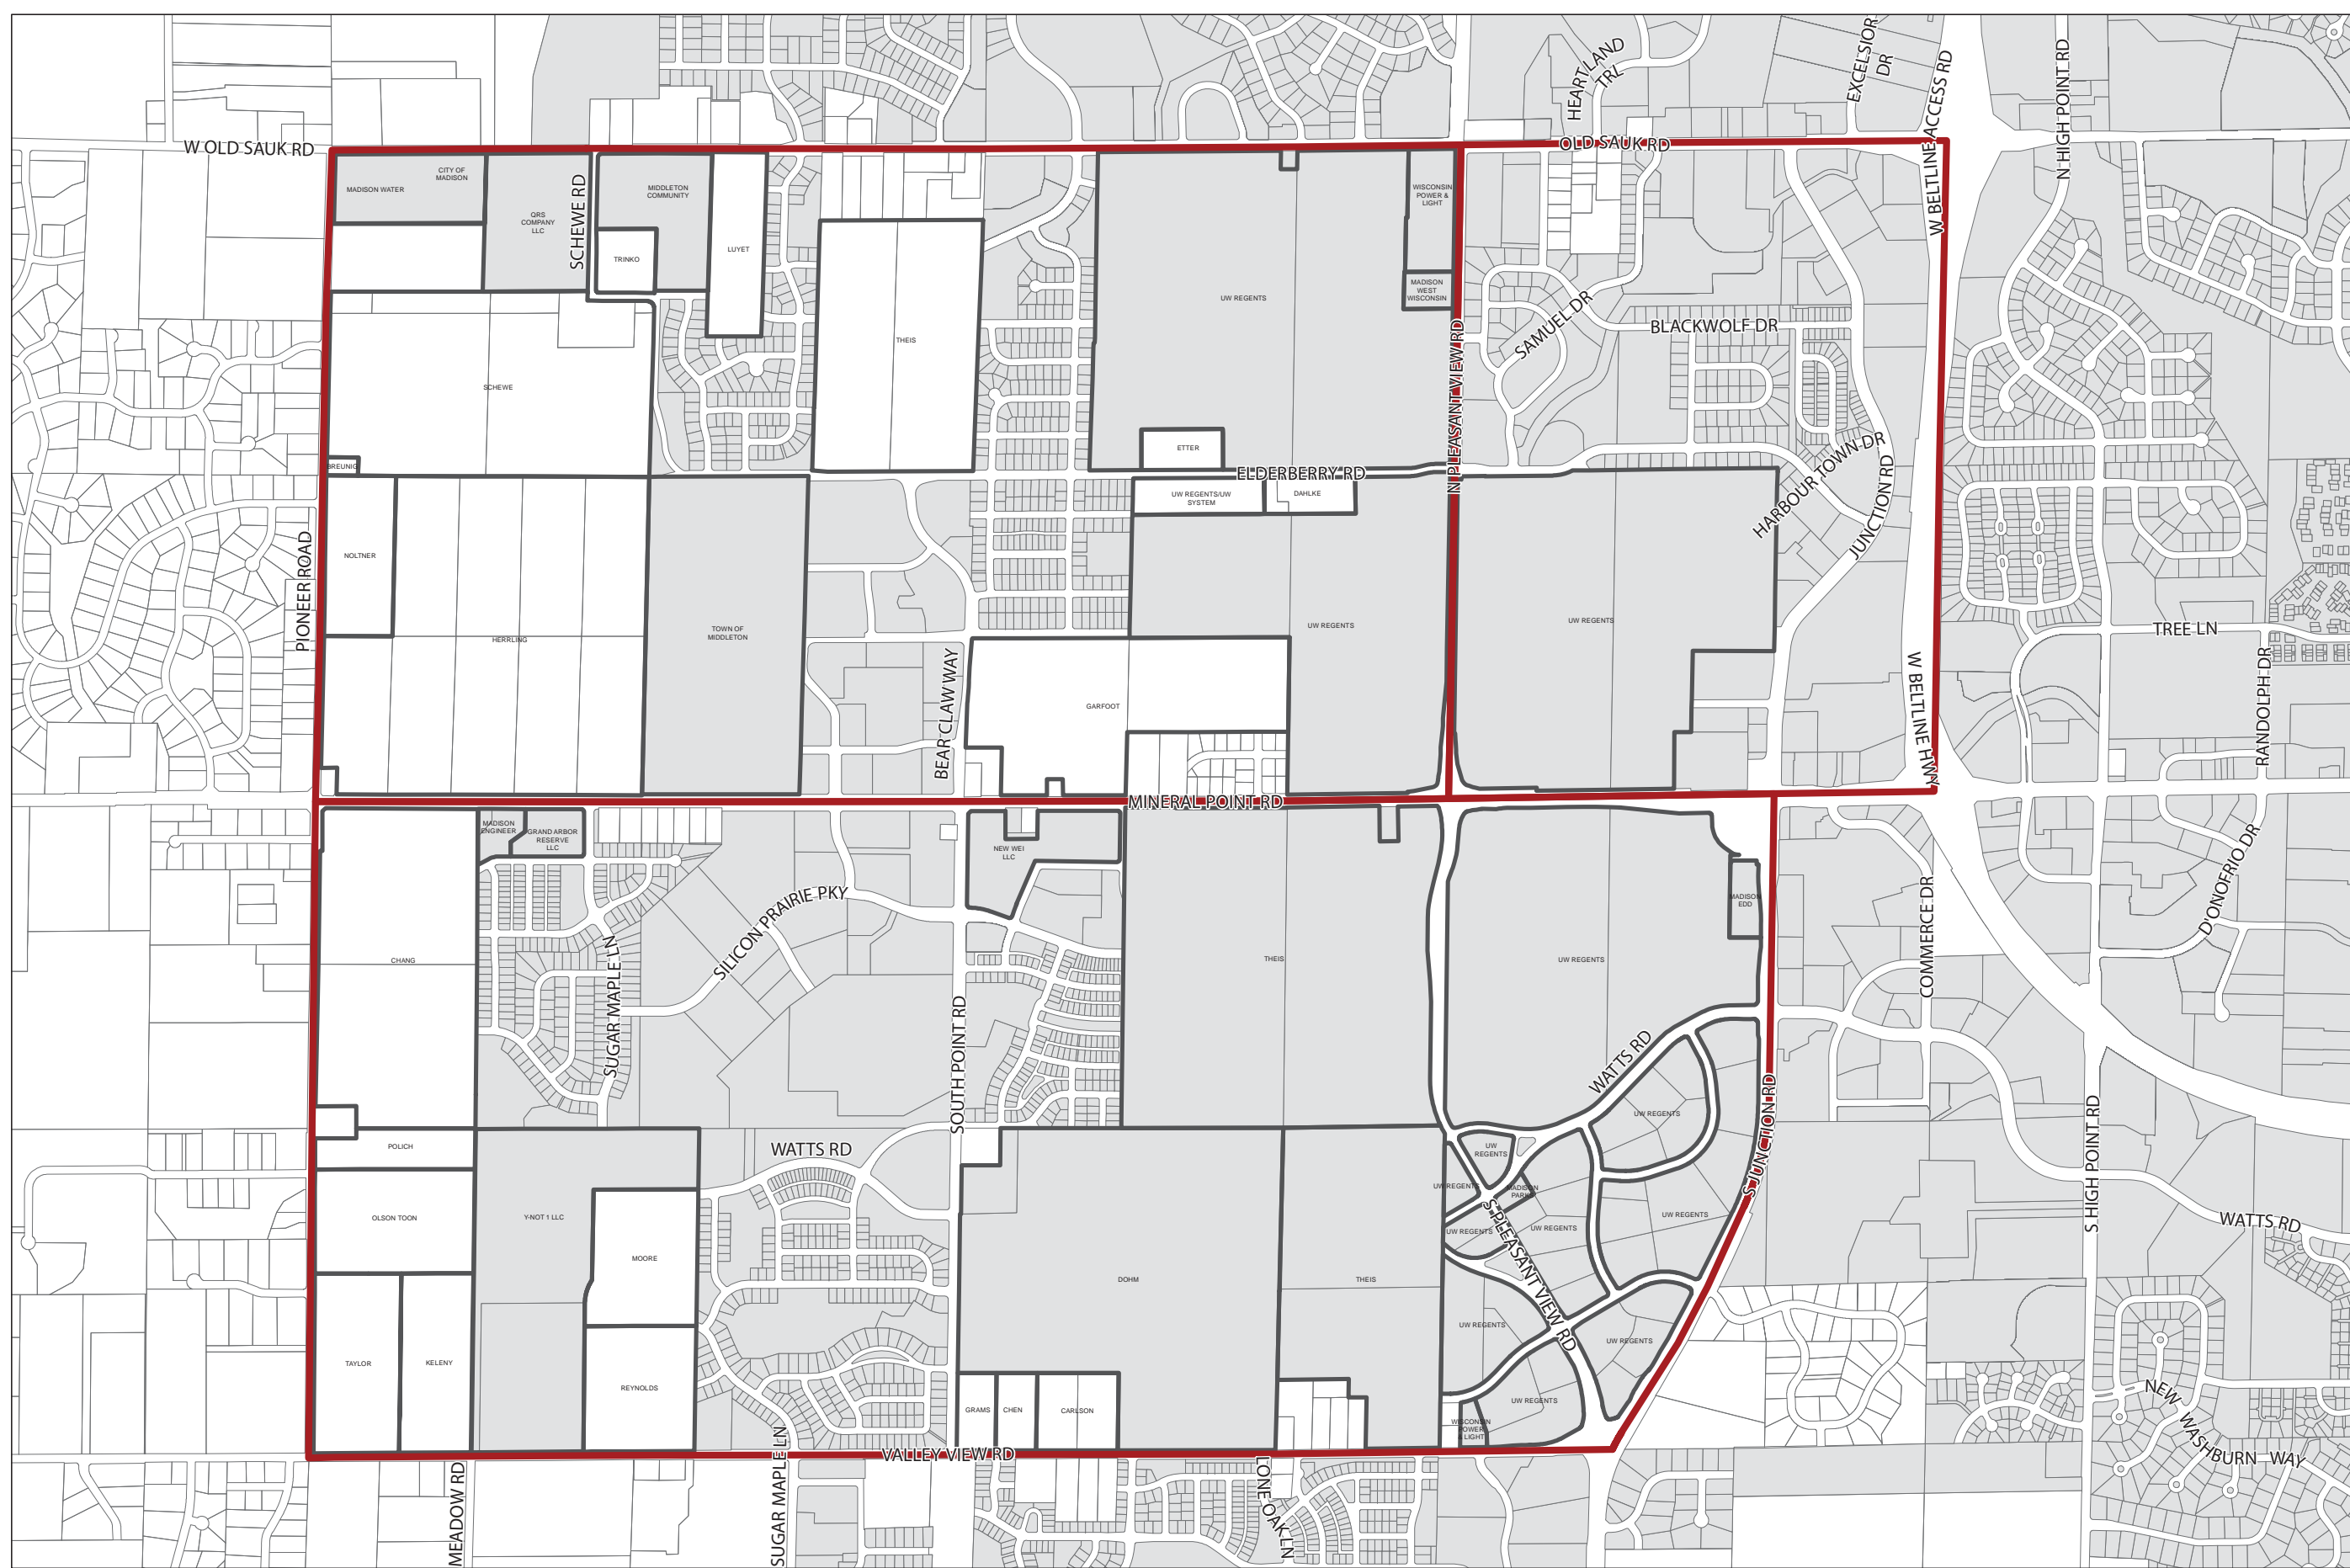 HEARTLAND
TRL
EXCELSIOR
DR
W BELTLINE ACCESS RD
N HIGH POINT RD
W OLD SAUK RD
OLD SAUK RD
MADISON WATER
CITY OF
MADISON
QRS
COMPANY
LLC
SCHEWE RD
MIDDLETON
COMMUNITY
TRINKO
LUYET
WISCONSIN
POWER &
LIGHT
MADISON
WEST
WISCONSIN
UW REGENTS
THEIS
SCHEWE
SAMUEL DR
BLACKWOLF DR
N PLEASANT VIEW RD
ETTER
BREUNIG
ELDERBERRY RD
UW REGENTS/UW
SYSTEM
DAHLKE
HARBOUR TOWN DR
JUNCTION RD
PIONEER ROAD
NOLTNER
HERRLING
TOWN OF
MIDDLETON
UW REGENTS
UW REGENTS
TREE LN
RANDOLPH DR
W BELTLINE HWY
BEAR CLAW WAY
GARFOOT
MINERAL POINT RD
MADISON
ENGINEER
GRAND ARBOR
RESERVE
LLC
NEW WEI
LLC
SILICON PRAIRIE PKY
SUGAR MAPLE LN
CHANG
THEIS
UW REGENTS
MADISON
EDD
COMMERCE DR
D'ONOFRIO DR
SOUTH POINT RD
WATTS RD
UW REGENTS
S JUNCTION RD
S HIGH POINT RD
POLICH
WATTS RD
UW
REGENTS
UW REGENTS
MADISON
PARKS
OLSON TOON
Y-NOT 1 LLC
MOORE
UW REGENTS
UW REGENTS
UW REGENTS
S PLEASANT VIEW RD
WATTS RD
DOHM
THEIS
UW REGENTS
UW REGENTS
TAYLOR
KELENY
REYNOLDS
GRAMS
CHEN
CARLSON
UW REGENTS
WISCONSIN
POWER
& LIGHT
NEW WASHBURN WAY
VALLEY VIEW RD
MEADOW RD
SUGAR MAPLE LN
LONE OAK LN